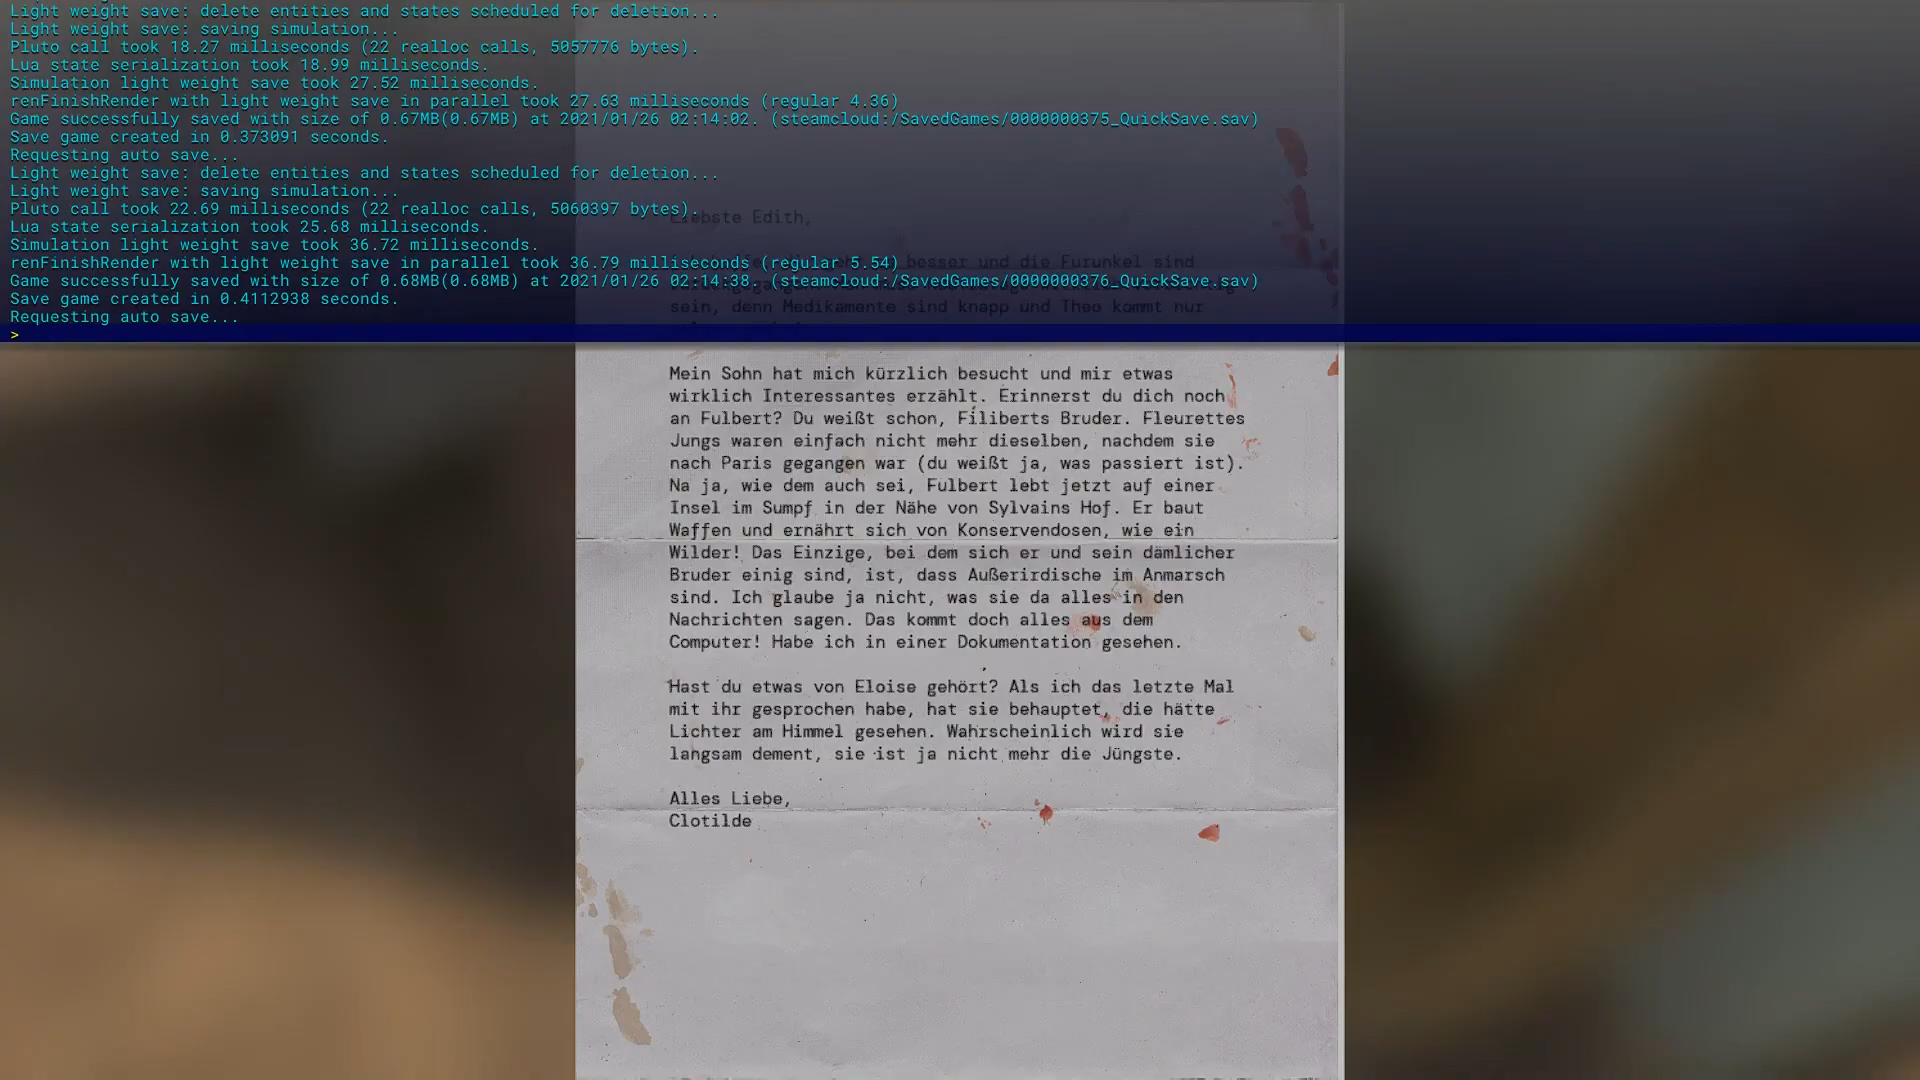 Light weight save: delete entities and states scheduled for deletion...
Light weight save: saving simulation...
Pluto call took 18.27 milliseconds (22 realloc calls, 5057776 bytes).
Lua state serialization took 18.99 milliseconds.
Simulation light weight save took 27.52 milliseconds.
renFinishRender with light weight save in parallel took 27.63 milliseconds (regular 4.36)
Game successfully saved with size of 0.67MB(0.67MB) at 2021/01/26 02:14:02. (steamcloud:/SavedGames/0000000375_QuickSave.sav)
Save game created in 0.373091 seconds.
Requesting auto save...
Light weight save: delete entities and states scheduled for deletion...
Light weight save: saving simulation...
Pluto call took 22.69 milliseconds (22 realloc calls, 5060397 bytes).
Lua state serialization took 25.68 milliseconds.
Simulation light weight save took 36.72 milliseconds.
renFinishRender with light weight save in parallel took 36.79 milliseconds (regular 5.54)
Game successfully saved with size of 0.68MB(0.68MB) at 2021/01/26 02:14:38. (steamcloud:/SavedGames/0000000376_QuickSave.sav)
Save game created in 0.4112938 seconds.
Requesting auto save...
>
Liebste Edith,
besser und die Furunkel sind
sein, denn Medikamente sind knapp und Theo kommt nur
Mein Sohn hat mich kürzlich besucht und mir etwas
wirklich Interessantes erzählt. Erinnerst du dich noch
an Fulbert? Du weißt schon, Filiberts Bruder. Fleurettes
Jungs waren einfach nicht mehr dieselben, nachdem sie
nach Paris gegangen war (du weißt ja, was passiert ist).
Na ja, wie dem auch sei, Fulbert lebt jetzt auf einer
Insel im Sumpf in der Nähe von Sylvains Hof. Er baut
Waffen und ernährt sich von Konservendosen, wie ein
Wilder! Das Einzige, bei dem sich er und sein dämlicher
Bruder einig sind, ist, dass Außerirdische im Anmarsch
sind. Ich glaube ja nicht, was sie da alles in den
Nachrichten sagen. Das kommt doch alles aus dem
Computer! Habe ich in einer Dokumentation gesehen.
Hast du etwas von Eloise gehört? Als ich das letzte Mal
mit ihr gesprochen habe, hat sie behauptet, die hätte
Lichter am Himmel gesehen. Wahrscheinlich wird sie
langsam dement, sie ist ja nicht mehr die Jüngste.
Alles Liebe,
Clotilde